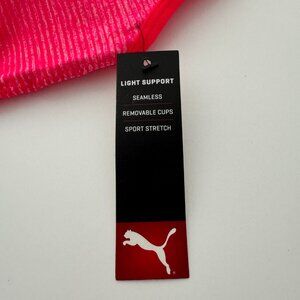 LIGHT SUPPORT
SEAMLESS
REMOVABLE CUPS
SPORT STRETCH